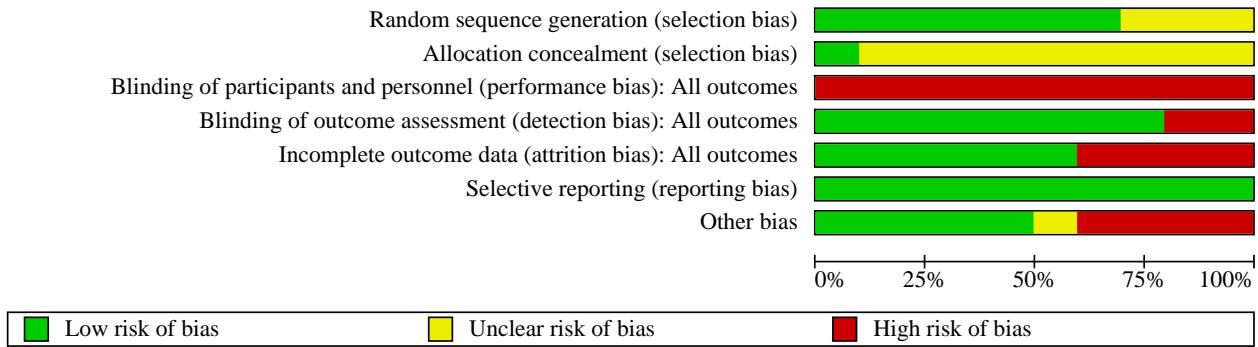 Random sequence generation (selection bias)
Allocation concealment (selection bias)
Blinding of participants and personnel (performance bias): All outcomes
Blinding of outcome assessment (detection bias): All outcomes
Incomplete outcome data (attrition bias): All outcomes
Selective reporting (reporting bias)
Other bias
0% 25% 50% 75% 100%
Low risk of bias Unclear risk of bias High risk of bias